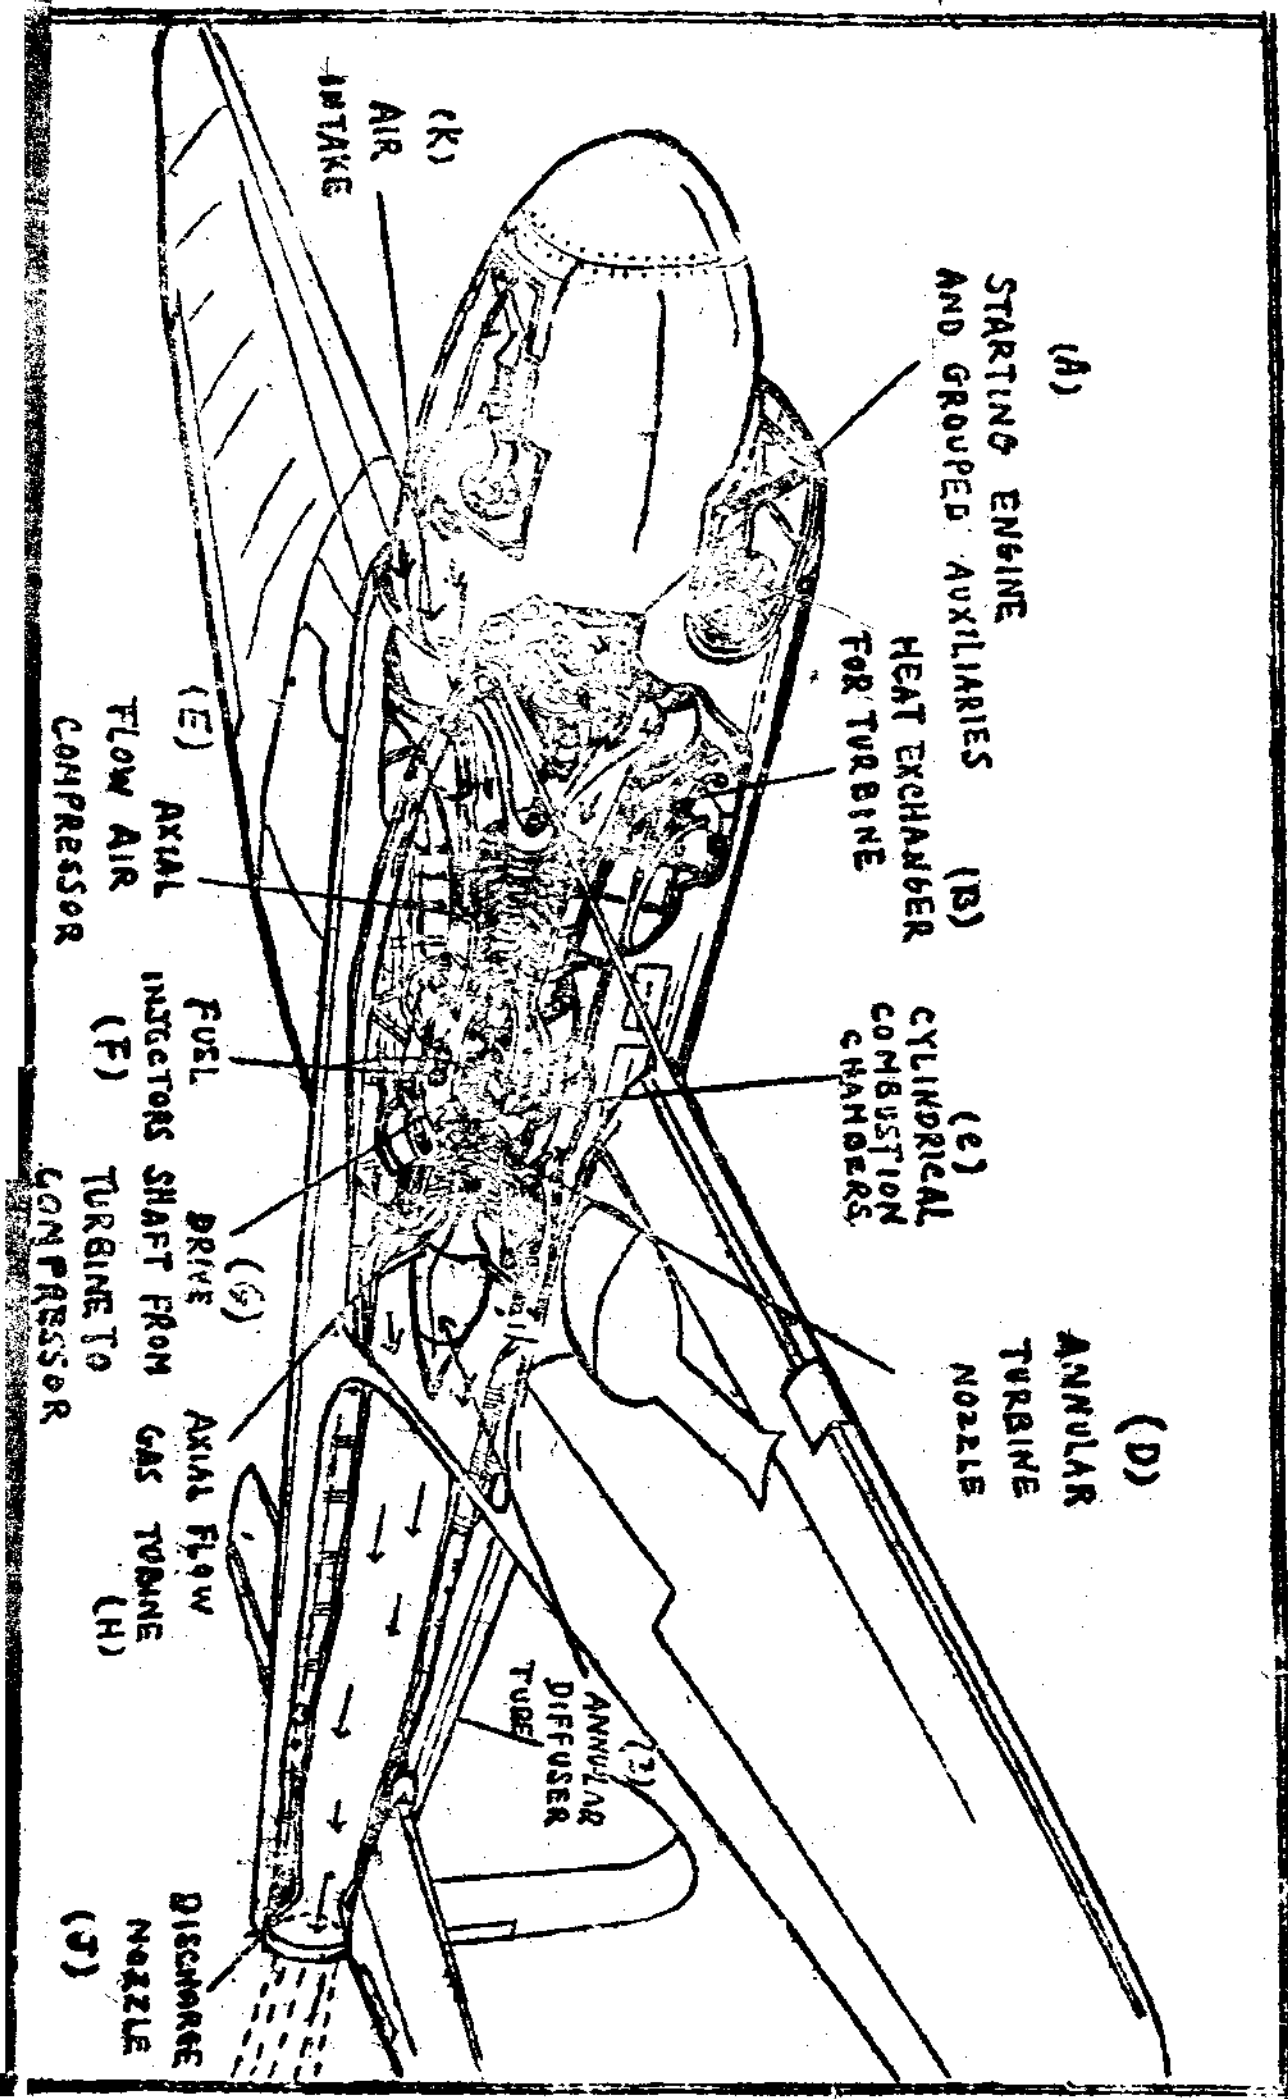 (A)
STARTING ENGINE
AND GROUPED AUXILIARIES
(B)
HEAT EXCHANGER
FOR TURBINE
(C)
CYLINDRICAL
COMBUSTION
CHAMBERS
(D)
ANNULAR
TURBINE
NOZZLE
(K)
AIR
INTAKE
(E)
AXIAL
FLOW AIR
COMPRESSOR
FUEL
INJECTORS
(F)
(G)
DRIVE
SHAFT FROM
TURBINE TO
COMPRESSOR
AXIAL FLOW
GAS TURBINE
(H)
(I)
ANNULAR
DIFFUSER
TUBE
DISCHARGE
NOZZLE
(J)